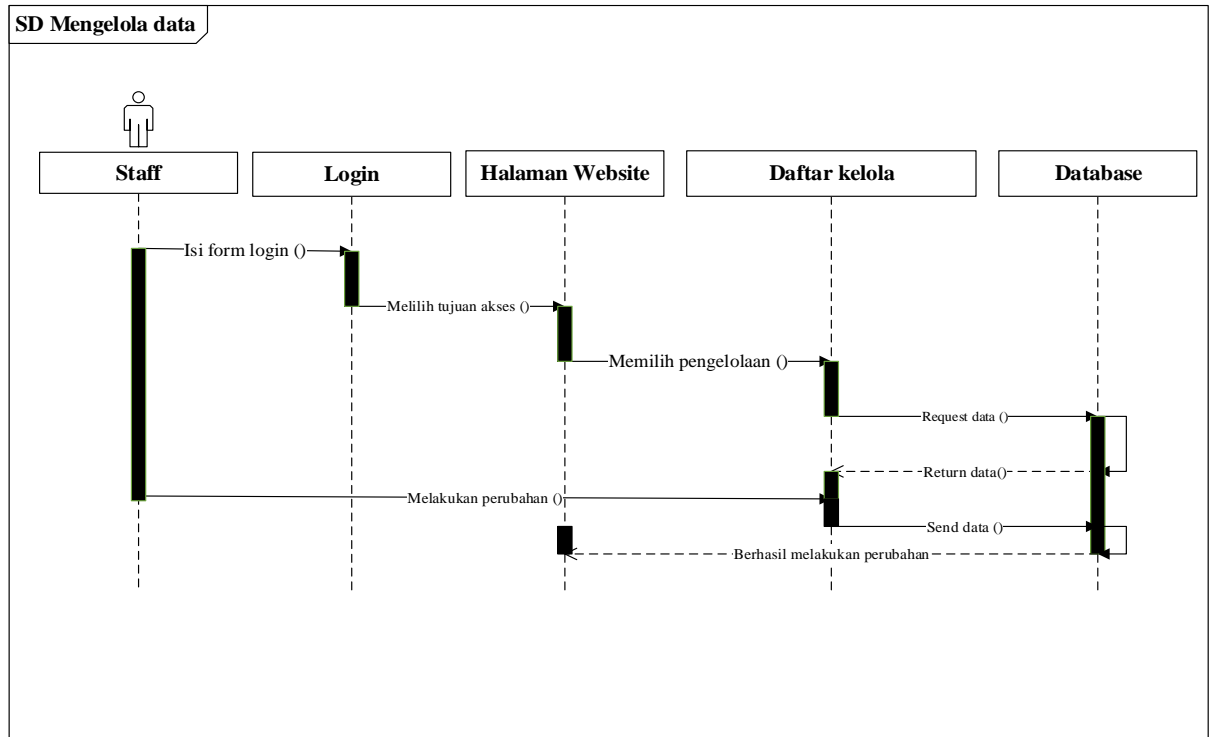 SD Mengelola data
Staff
Login
Halaman Website
Daftar kelola
Database
Isi form login ()
Melilih tujuan akses ()
Memilih pengelolaan ()
Request data ()
Return data()
Melakukan perubahan ()
Send data ()
Berhasil melakukan perubahan